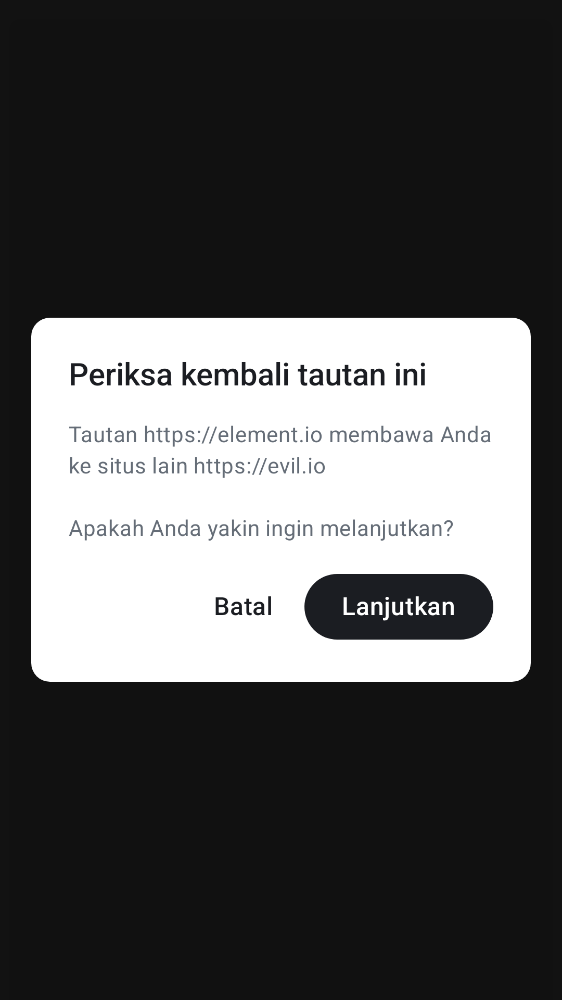 Periksa kembali tautan ini
Tautan https://element.io membawa Anda
ke situs lain https://evil.io
Apakah Anda yakin ingin melanjutkan?
Batal
Lanjutkan